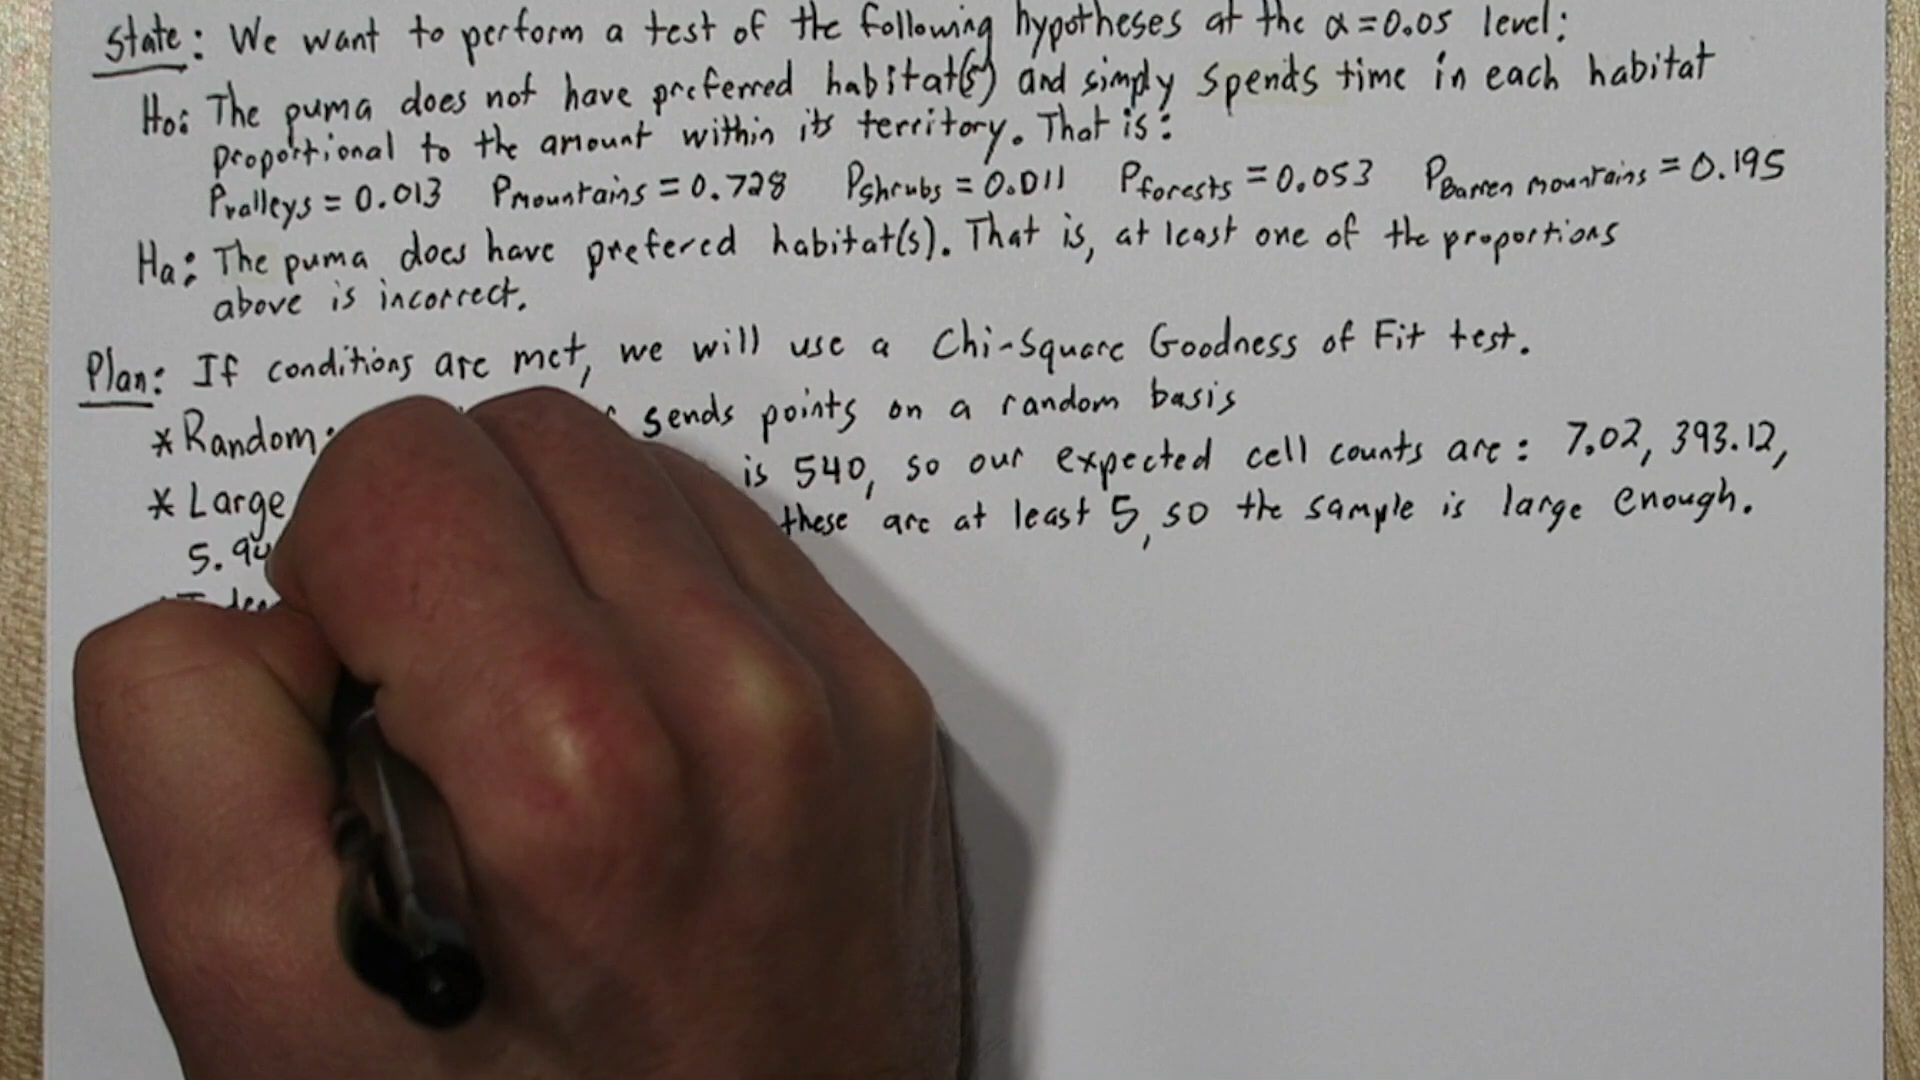 State: We want to perform a test of the following hypotheses at the α=0.05 level:
Ho: The puma does not have preferred habitat(s) and simply spends time in each habitat
proportional to the amount within its territory. That is:
Pvalleys = 0.013 Pmountains = 0.728 Pshrubs = 0.011 Pforests = 0.053 PBarren mountains = 0.195
Ha: The puma does have prefered habitat(s). That is, at least one of the proportions
above is incorrect.
Plan: If conditions are met, we will use a Chi-Square Goodness of Fit test.
* Random: sends points on a random basis
* Large is 540, so our expected cell counts are: 7.02, 393.12,
5.94 these are at least 5, so the sample is large enough.